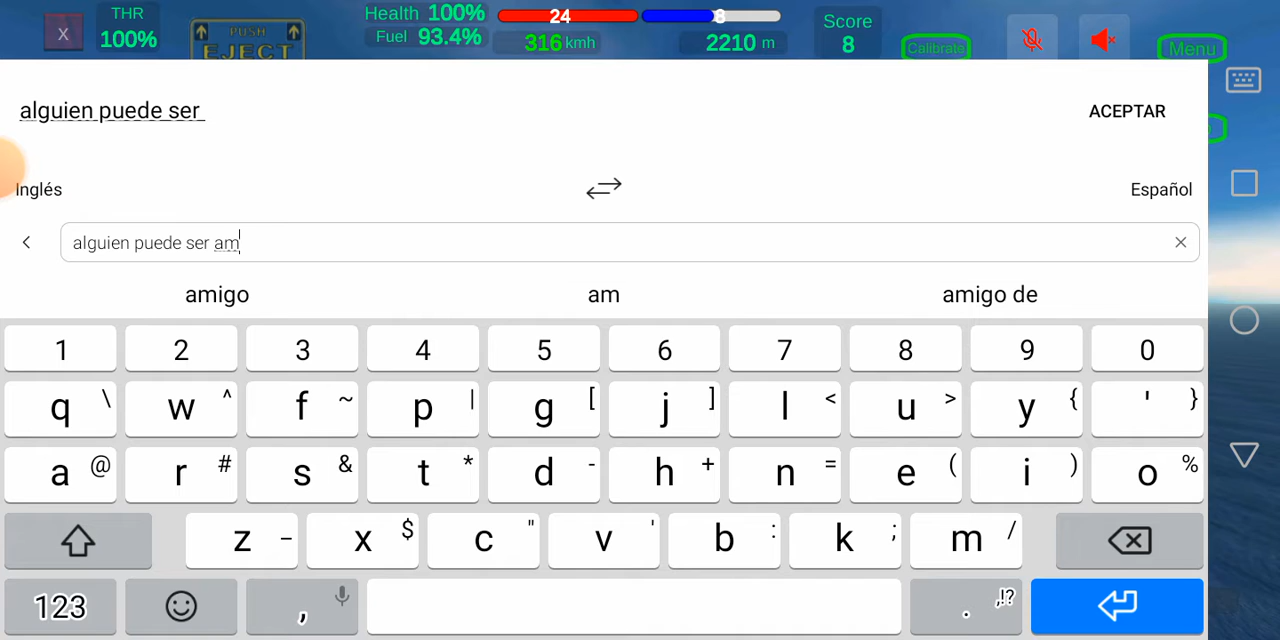 X THR 100% PUSH EJECT Health 100% 24 8 Score 8 Calibrate Menu
Fuel 93.4% 316 kmh 2210 m
alguien puede ser ACEPTAR
Inglés Español
alguien puede ser am
amigo am amigo de
1 2 3 4 5 6 7 8 9 0
q \ w ^ f ~ p | g [ j ] l < u > y { ' }
a @ r # s & t * d - h + n = e ( i ) o %
z _ x $ c " v ' b : k ; m /
123 , . ,!?